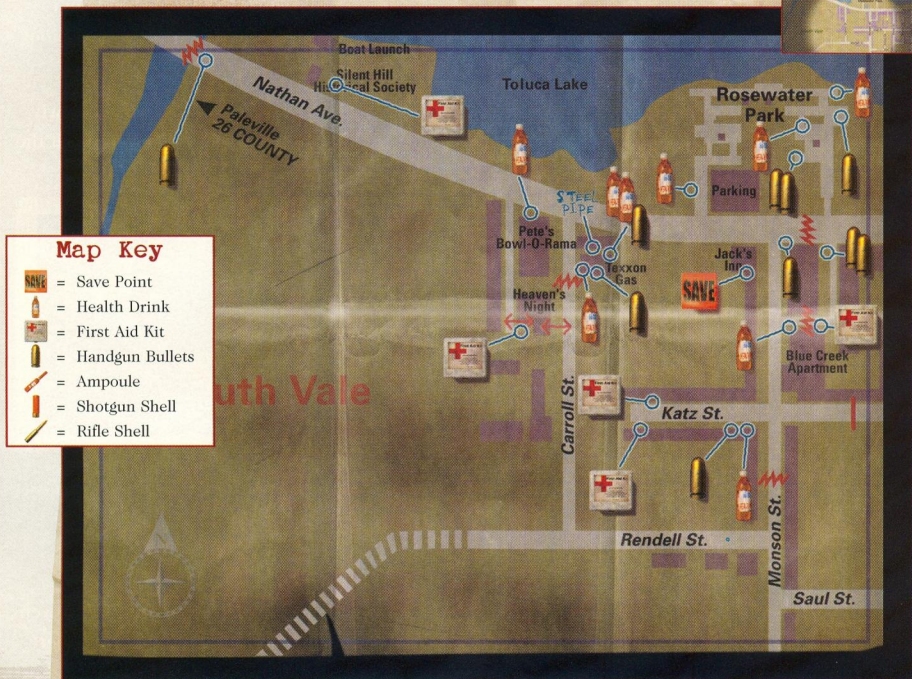 Boat Launch
Silent Hill
Historical Society
Toluca Lake
Rosewater
Park
Nathan Ave.
Paleville
26 COUNTY
STEEL
PIPE
Parking
Pete's
Bowl-O-Rama
Texxon
Gas
Jack's
Inn
SAVE
Heaven's
Night
Blue Creek
Apartment
uth Vale
Carroll St.
Katz St.
Rendell St.
Monson St.
Saul St.
N
Map Key
SAVE = Save Point
= Health Drink
= First Aid Kit
= Handgun Bullets
= Ampoule
= Shotgun Shell
= Rifle Shell